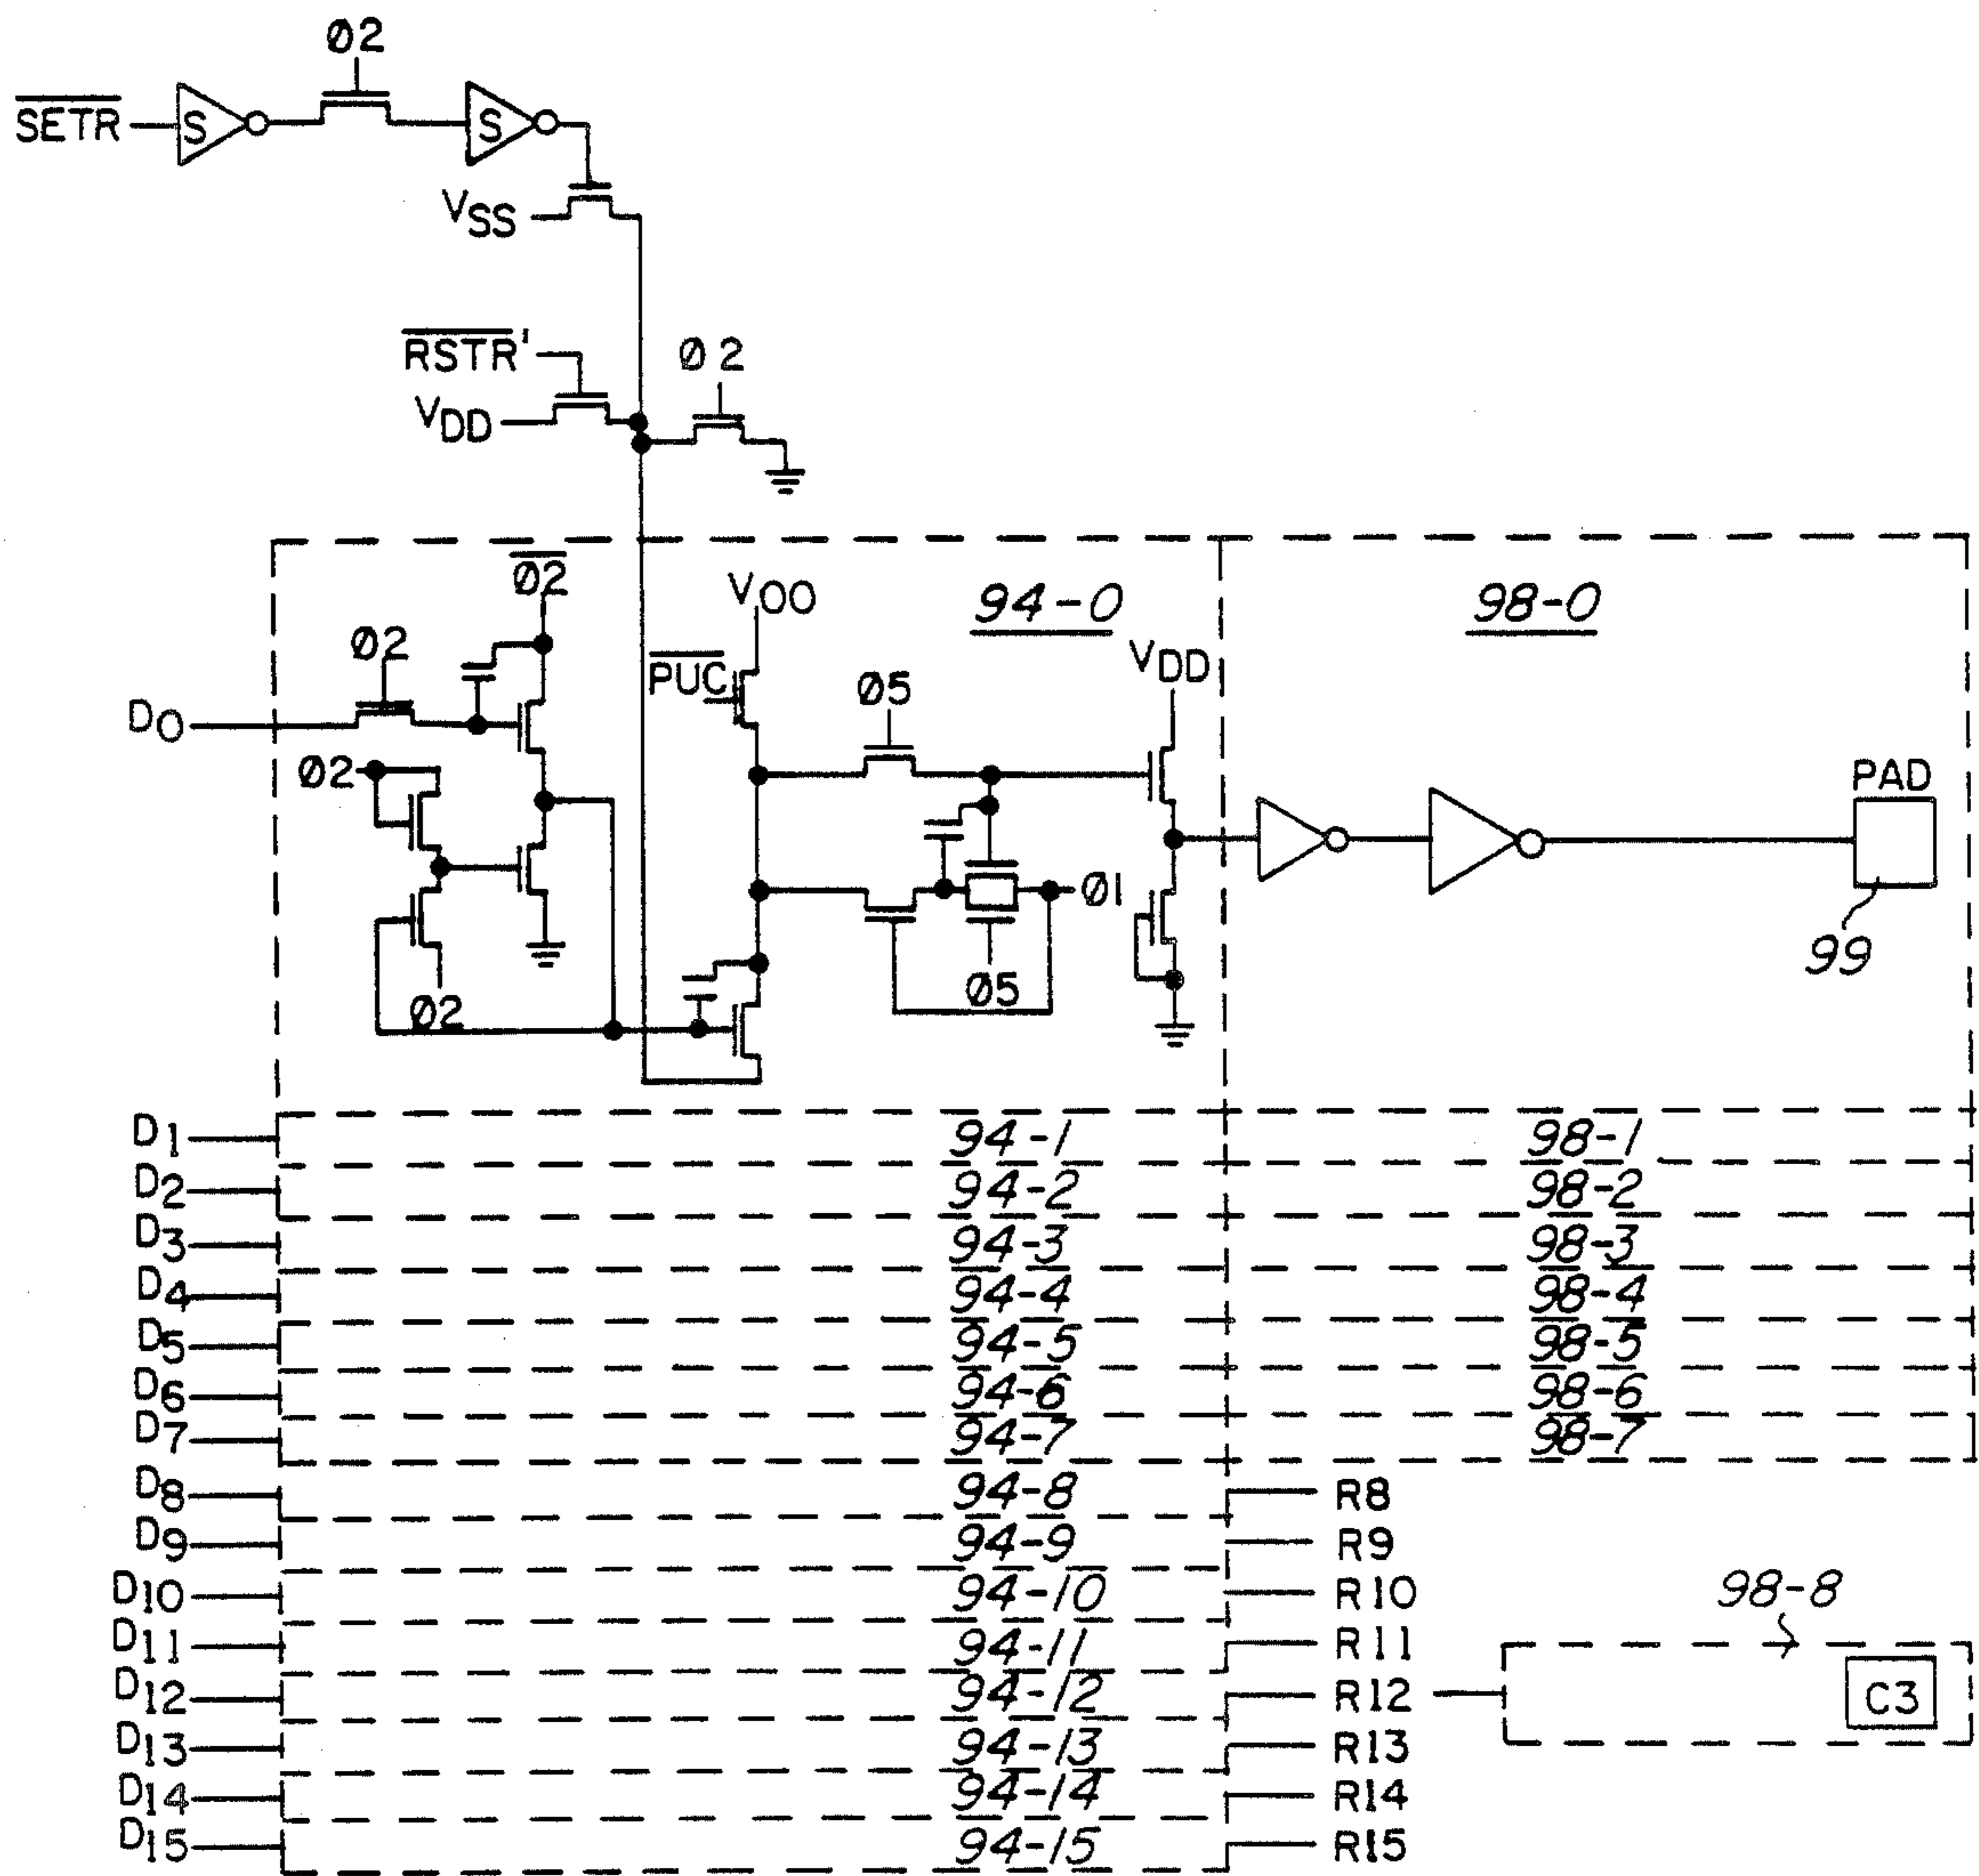 Ø2
SETR
S
S
VSS
RSTR'
Ø2
VDD
Ø2
VOO
94-0
98-0
Ø2
PUC
VDD
Ø5
D0
Ø2
PAD
Ø1
99
Ø5
Ø2
D1 94-1 98-1
D2 94-2 98-2
D3 94-3 98-3
D4 94-4 98-4
D5 94-5 98-5
D6 94-6 98-6
D7 94-7 98-7
D8 94-8 R8
D9 94-9 R9
D10 94-10 R10 98-8
D11 94-11 R11
D12 94-12 R12 C3
D13 94-13 R13
D14 94-14 R14
D15 94-15 R15